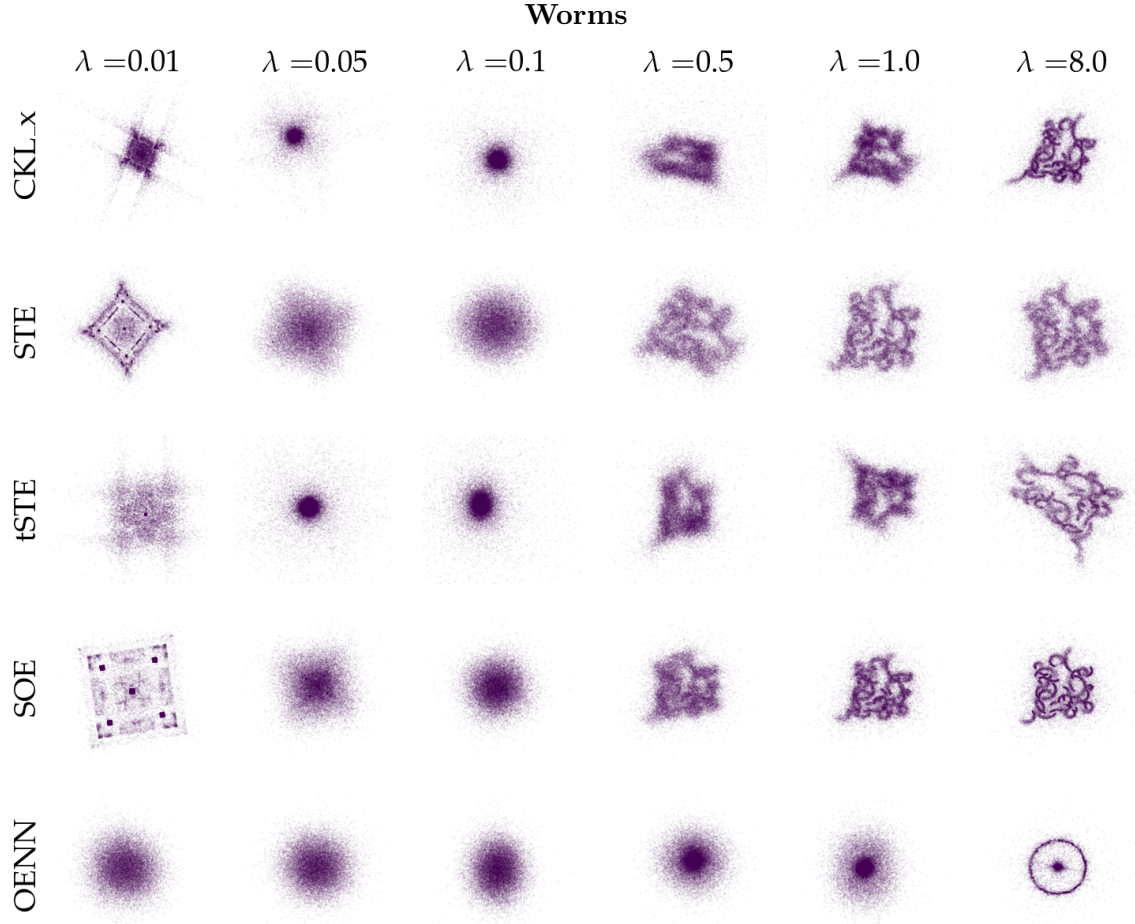 Worms
λ =0.01 λ =0.05 λ =0.1 λ =0.5 λ =1.0 λ =8.0
CKL_x
STE
tSTE
SOE
OENN